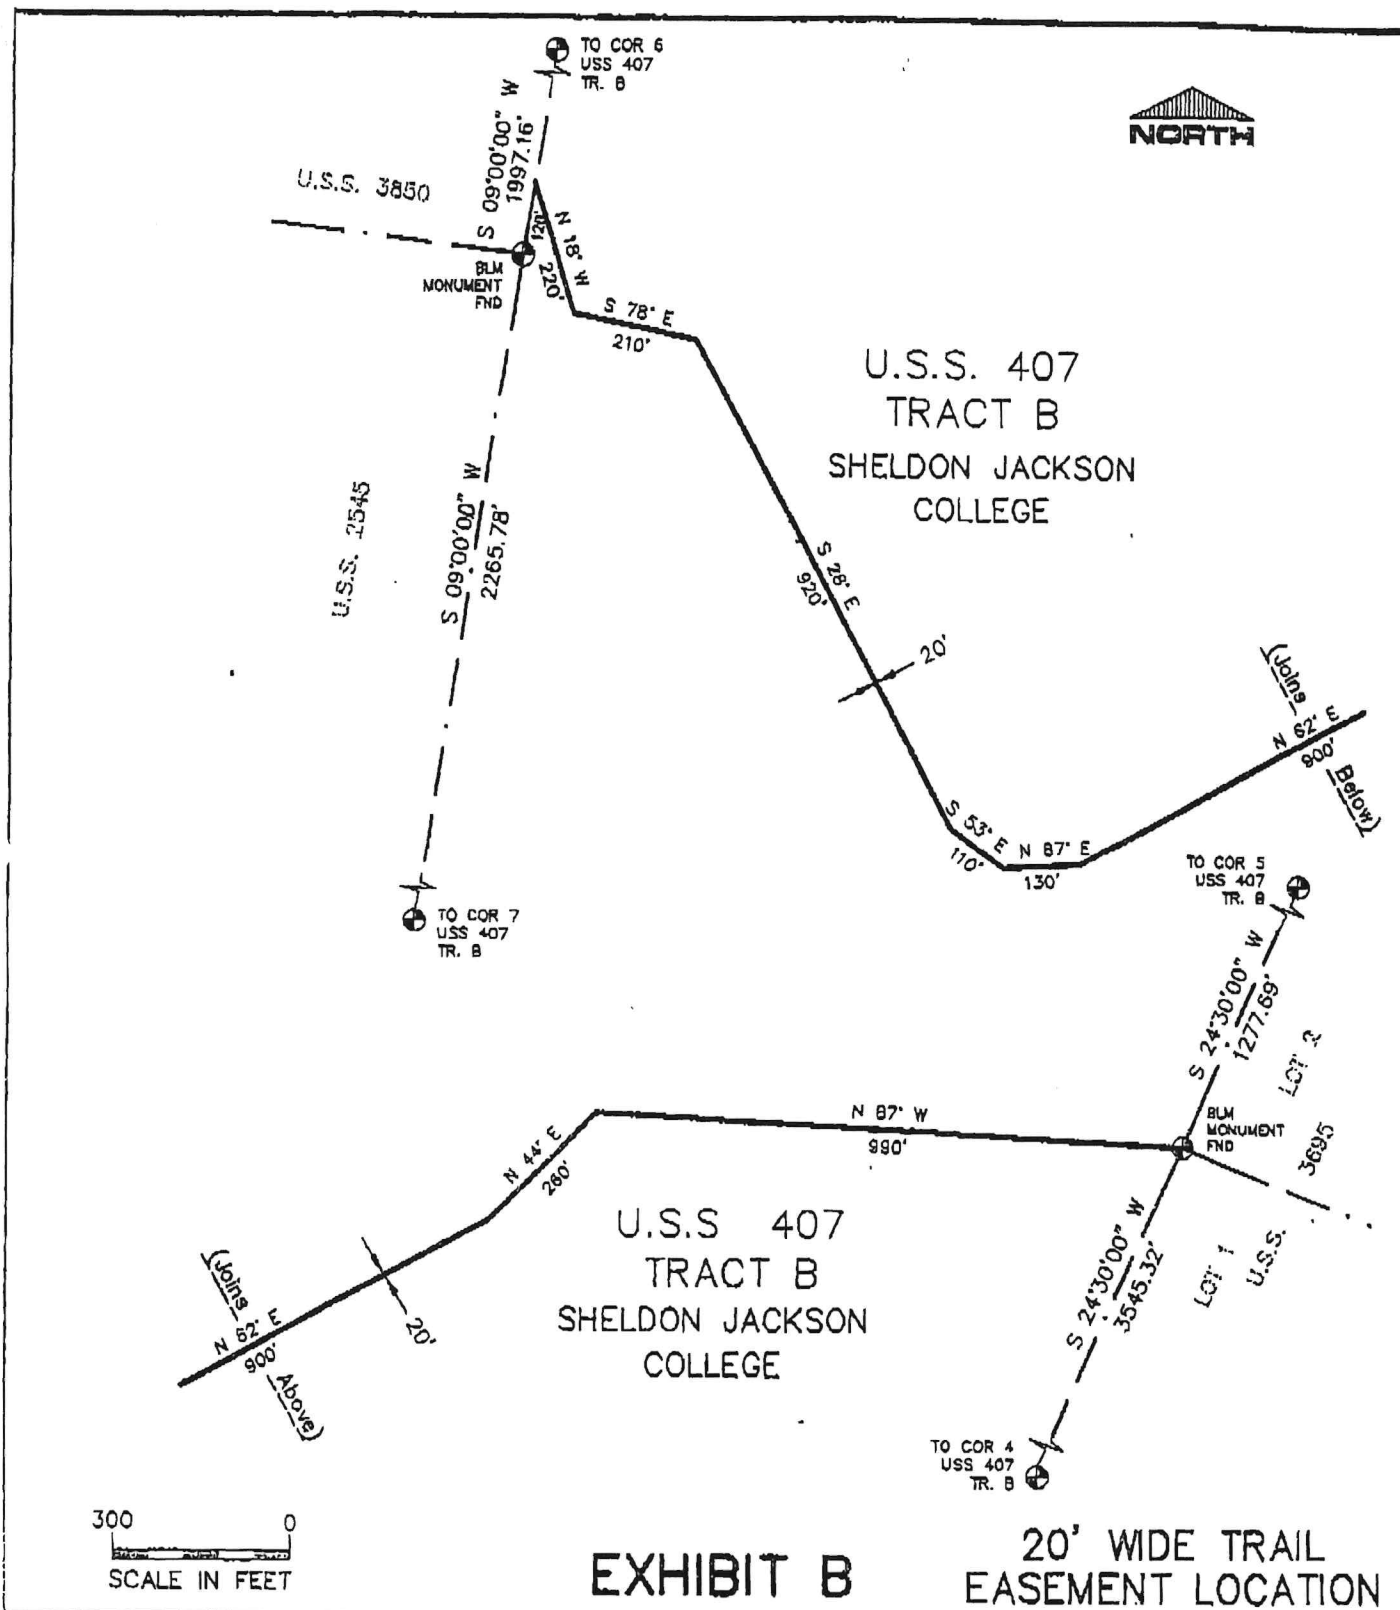 TO COR 6
USS 407
TR. B
NORTH
S 09°00'00" W
1997.16'
U.S.S. 3850
120'
N 18° W
220'
BLM
MONUMENT
FND
S 78° E
210'
U.S.S. 407
TRACT B
SHELDON JACKSON
COLLEGE
U.S.S. 2545
S 09°00'00" W
2265.78'
S 28° E
920'
20'
(Joins
N 62° E
900'
Below)
S 53° E
110'
N 87° E
130'
TO COR 5
USS 407
TR. B
TO COR 7
USS 407
TR. B
S 24°30'00" W
1277.69'
LOT 2
N 87° W
990'
BLM
MONUMENT
FND
3695
N 44° E
260'
U.S.S 407
TRACT B
SHELDON JACKSON
COLLEGE
S 24°30'00" W
3545.32'
LOT 1
U.S.S.
(Joins
N 62° E
900'
Above)
20'
TO COR 4
USS 407
TR. B
300 0
SCALE IN FEET
EXHIBIT B
20' WIDE TRAIL
EASEMENT LOCATION